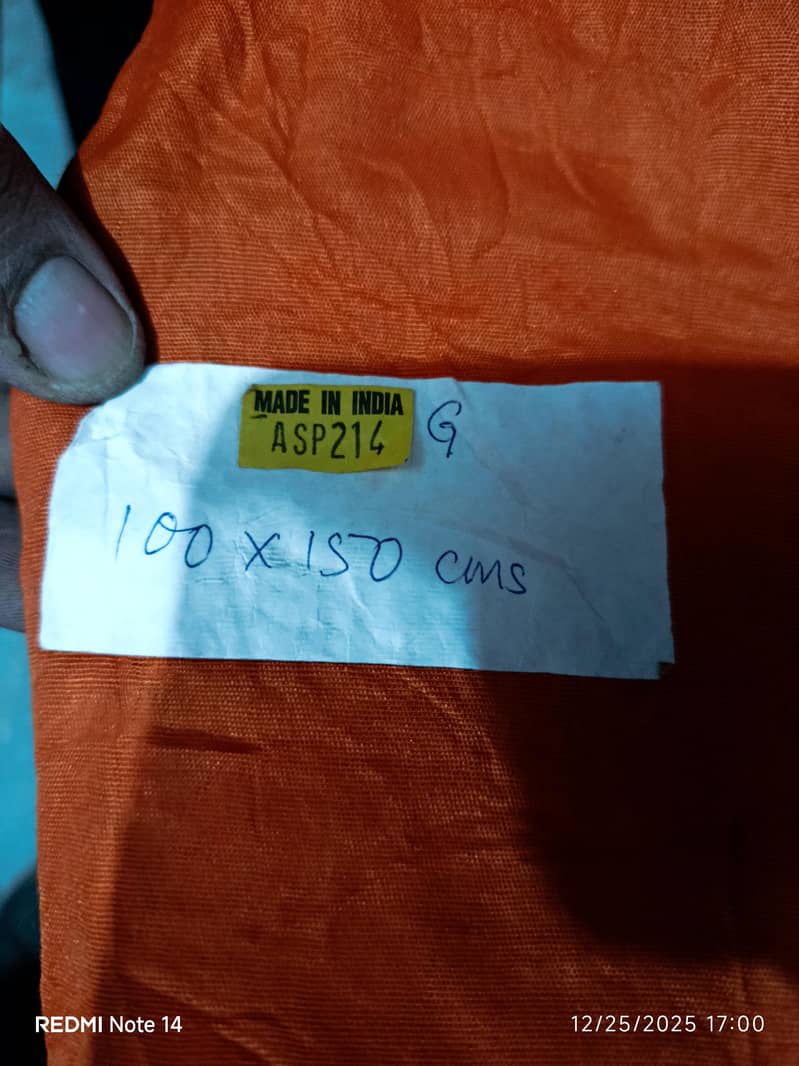 MADE IN INDIA
ASP214 G
100 X 150 cms
REDMI Note 14
12/25/2025 17:00